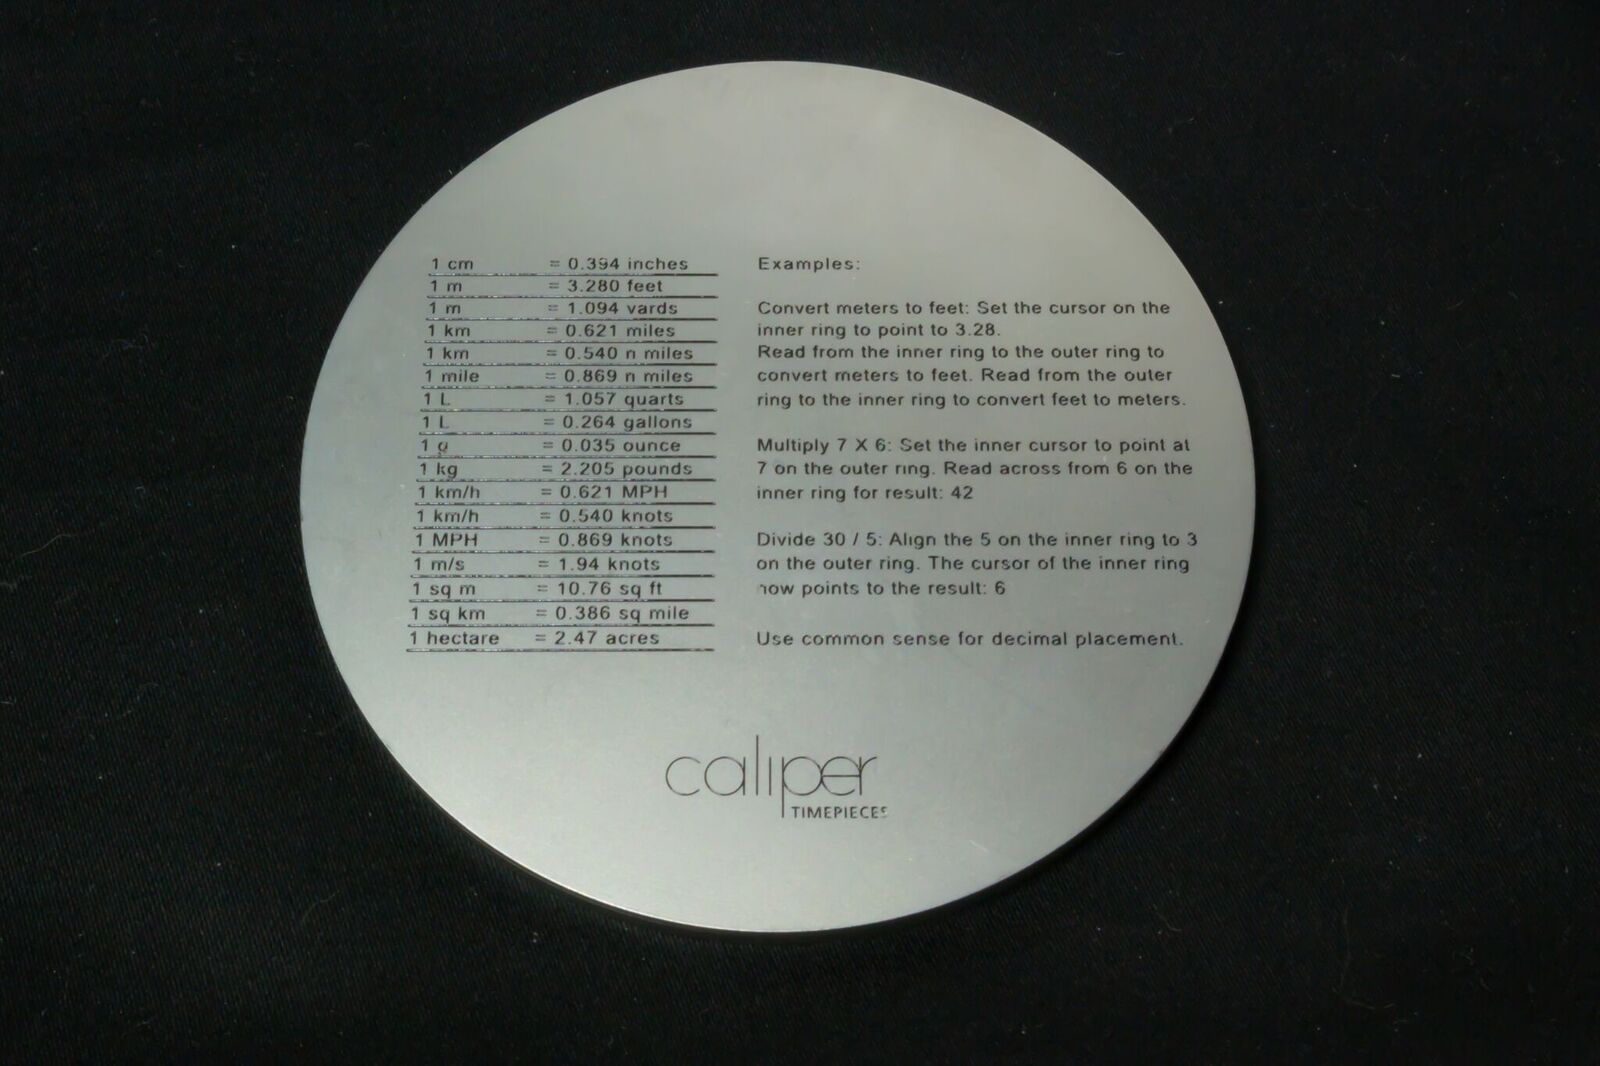 1 cm = 0.394 inches
1 m = 3.280 feet
1 m = 1.094 yards
1 km = 0.621 miles
1 km = 0.540 n miles
1 mile = 0.869 n miles
1 L = 1.057 quarts
1 L = 0.264 gallons
1 g = 0.035 ounce
1 kg = 2.205 pounds
1 km/h = 0.621 MPH
1 km/h = 0.540 knots
1 MPH = 0.869 knots
1 m/s = 1.94 knots
1 sq m = 10.76 sq ft
1 sq km = 0.386 sq mile
1 hectare = 2.47 acres
Examples:
Convert meters to feet: Set the cursor on the
inner ring to point to 3.28.
Read from the inner ring to the outer ring to
convert meters to feet. Read from the outer
ring to the inner ring to convert feet to meters.
Multiply 7 X 6: Set the inner cursor to point at
7 on the outer ring. Read across from 6 on the
inner ring for result: 42
Divide 30 / 5: Align the 5 on the inner ring to 3
on the outer ring. The cursor of the inner ring
now points to the result: 6
Use common sense for decimal placement.
caliper
TIMEPIECES